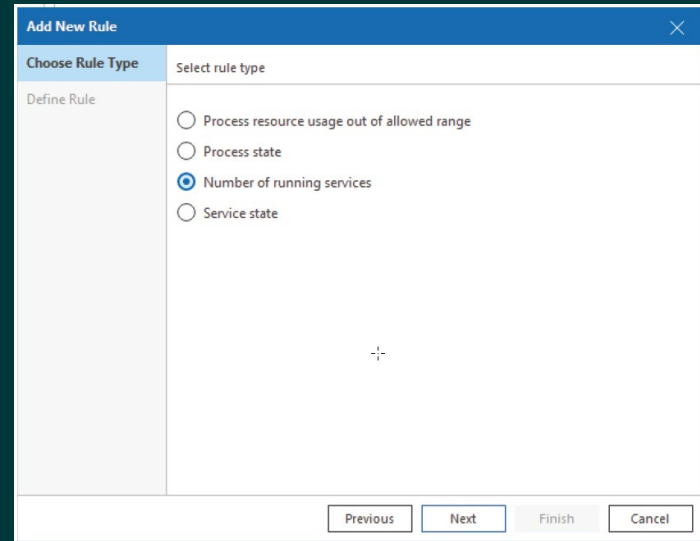 Add New Rule
Choose Rule Type
Select rule type
Define Rule
Process resource usage out of allowed range
Process state
Number of running services
Service state
Previous
Next
Finish
Cancel